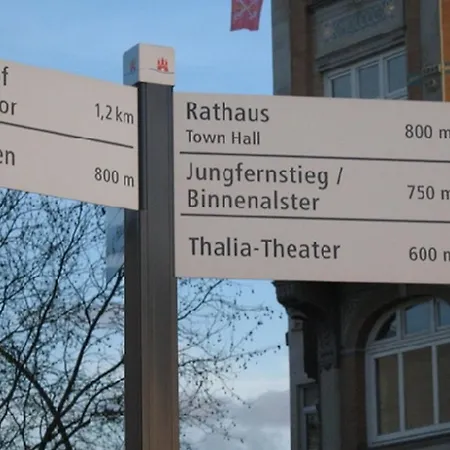 f
or
1,2 km
en
800 m
Rathaus
Town Hall
800 m
Jungfernstieg /
Binnenalster
750 m
Thalia-Theater
600 m